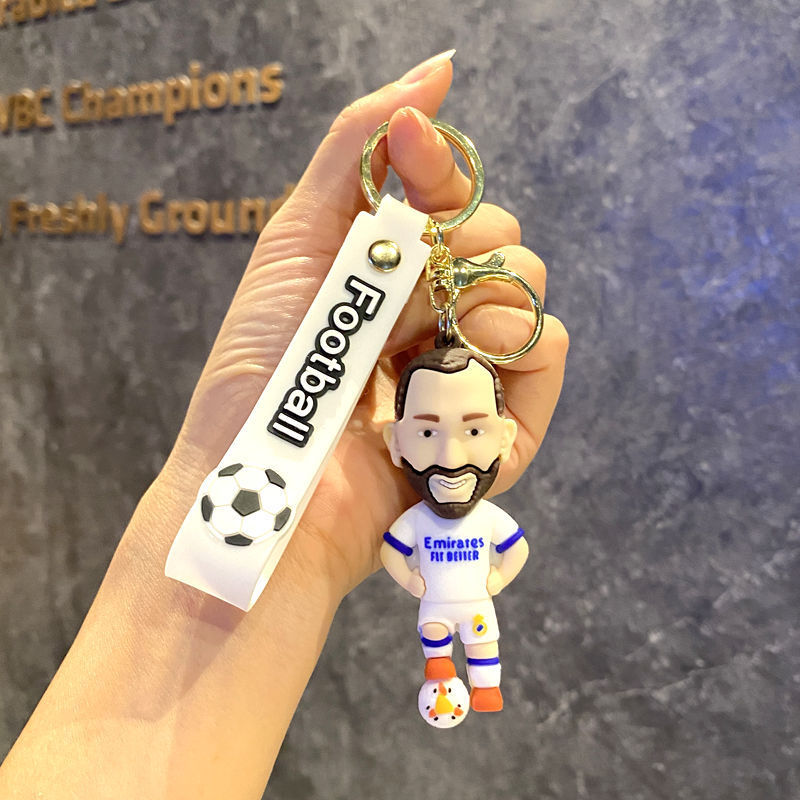 WBC Champions
Freshly Ground
Football
Emirates
FLY BETTER